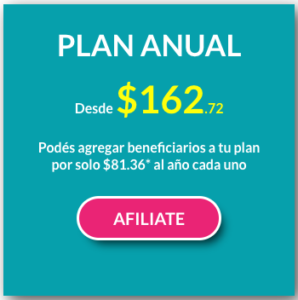 PLAN ANUAL
Desde $162.72
Podés agregar beneficiarios a tu plan
por solo $81.36* al año cada uno
AFILIATE